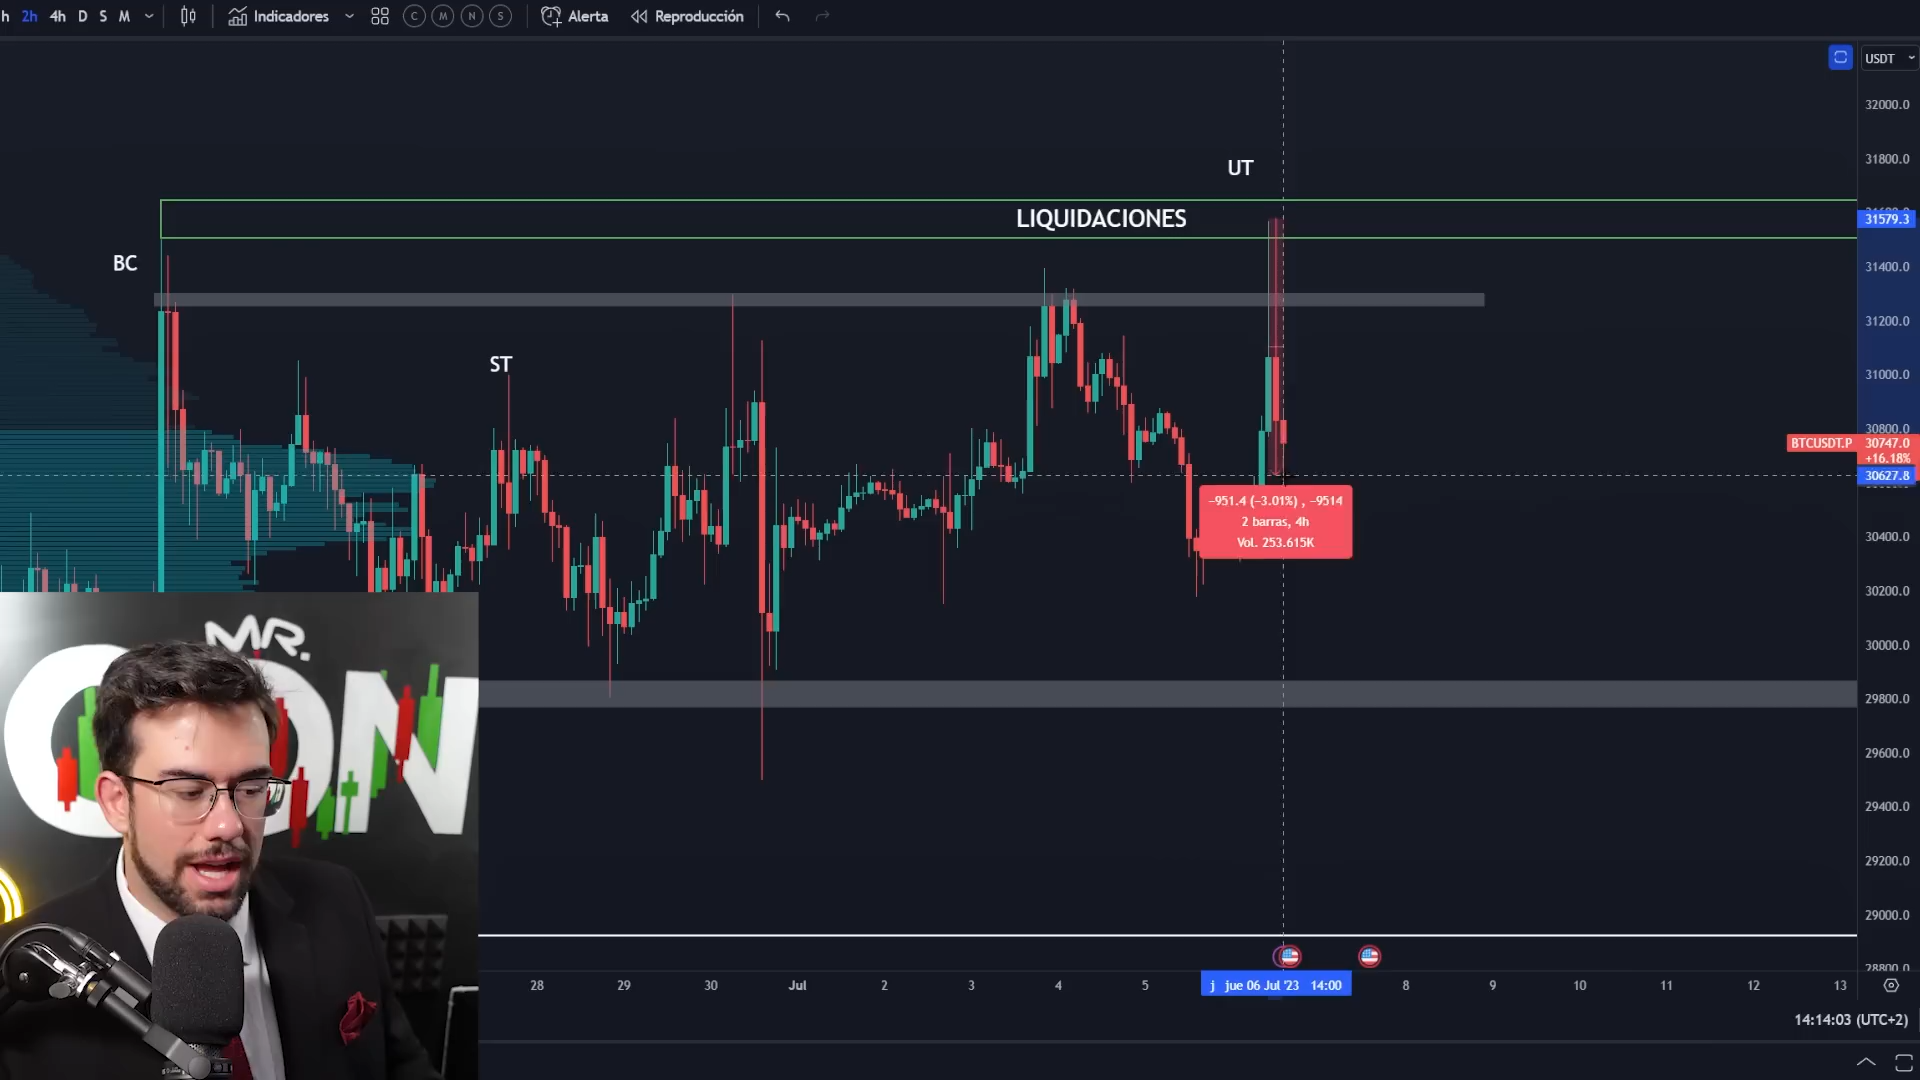 h 2h 4h D S M Indicadores C M N S Alerta Reproducción
USDT
32000.0
31800.0
UT
LIQUIDACIONES
31579.3
BC
31400.0
31200.0
ST
31000.0
30800.0
BTCUSDT.P 30747.0
+16.18%
30627.8
−951.4 (−3.01%) , −9514
2 barras, 4h
Vol. 253.615K
30400.0
30200.0
30000.0
29800.0
29600.0
29400.0
29200.0
29000.0
28800.0
MR.
COIN
28 29 30 Jul 2 3 4 5 j jue 06 Jul '23 14:00 8 9 10 11 12 13
14:14:03 (UTC+2)